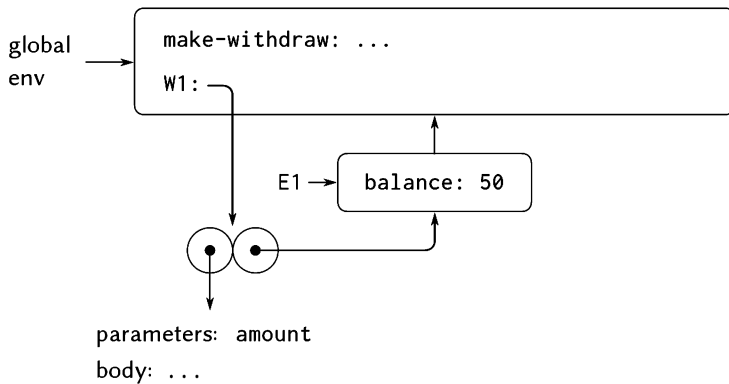 global
env
make-withdraw: ...
W1:
E1
balance: 50
parameters: amount
body: ...